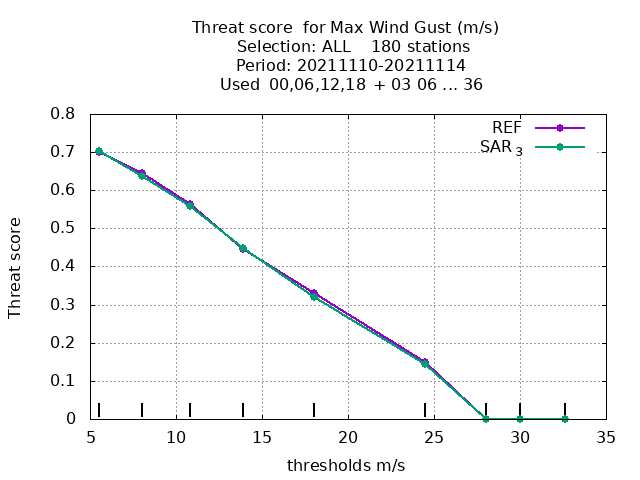 Threat score  for Max Wind Gust (m/s)
Selection: ALL    180 stations
Period: 20211110-20211114
Used  00,06,12,18  + 03 06 ... 36
REF
SAR 3
0.8
0.7
0.6
0.5
0.4
0.3
0.2
0.1
0
Threat score
5 10 15 20 25 30 35
thresholds m/s